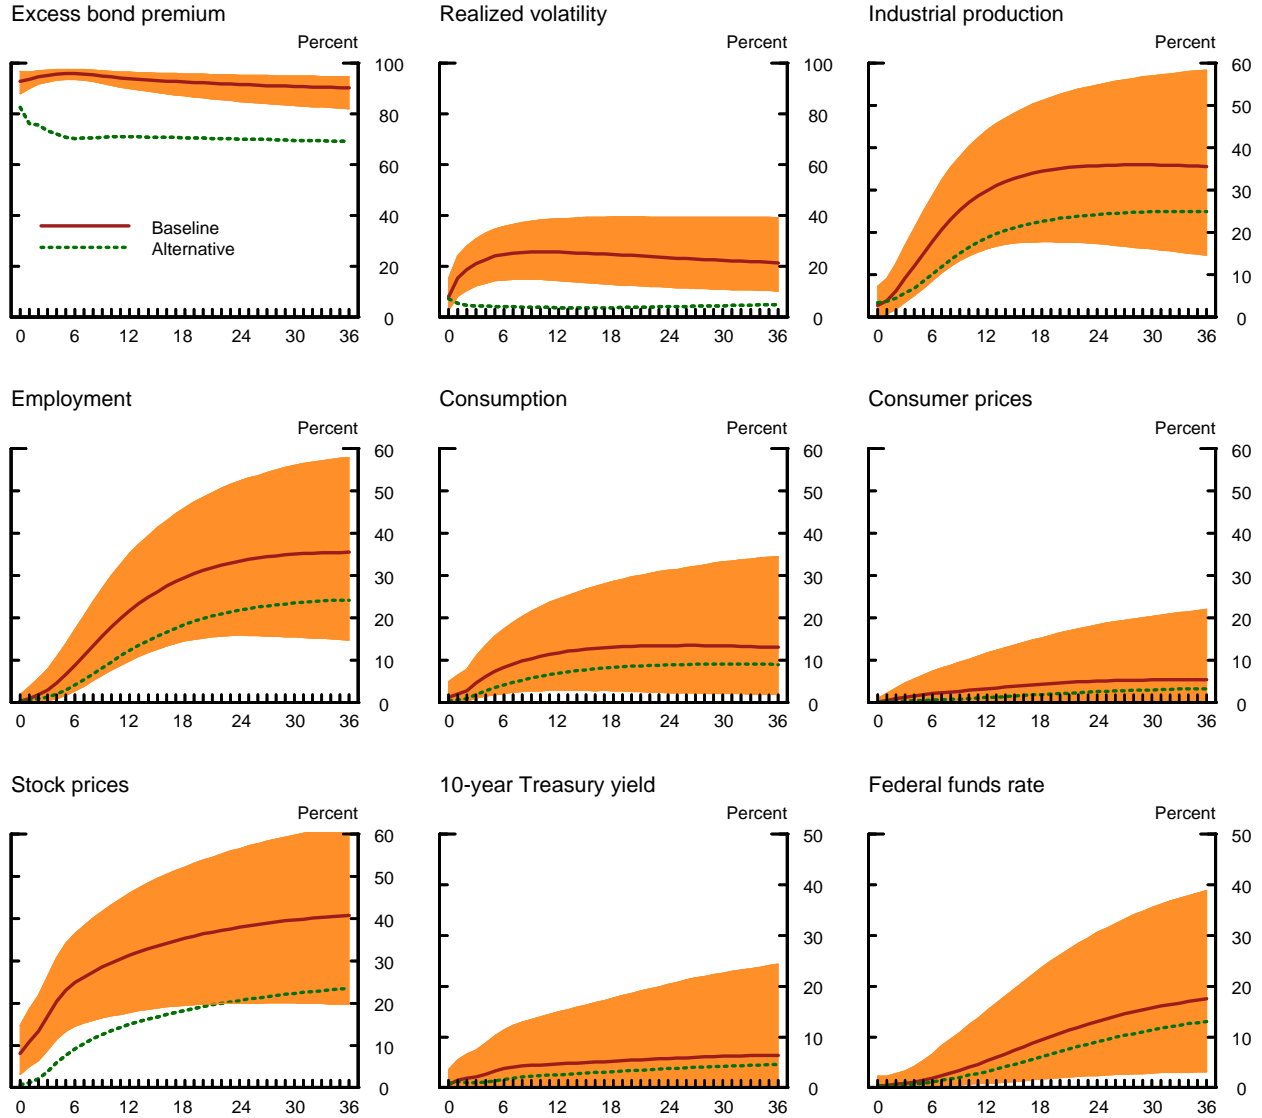 Excess bond premium
Percent
100
80
60
40
20
0
Baseline
Alternative
0 6 12 18 24 30 36
Realized volatility
Percent
100
80
60
40
20
0
0 6 12 18 24 30 36
Industrial production
Percent
60
50
40
30
20
10
0
0 6 12 18 24 30 36
Employment
Percent
60
50
40
30
20
10
0
0 6 12 18 24 30 36
Consumption
Percent
60
50
40
30
20
10
0
0 6 12 18 24 30 36
Consumer prices
Percent
60
50
40
30
20
10
0
0 6 12 18 24 30 36
Stock prices
Percent
60
50
40
30
20
10
0
0 6 12 18 24 30 36
10-year Treasury yield
Percent
50
40
30
20
10
0
0 6 12 18 24 30 36
Federal funds rate
Percent
50
40
30
20
10
0
0 6 12 18 24 30 36